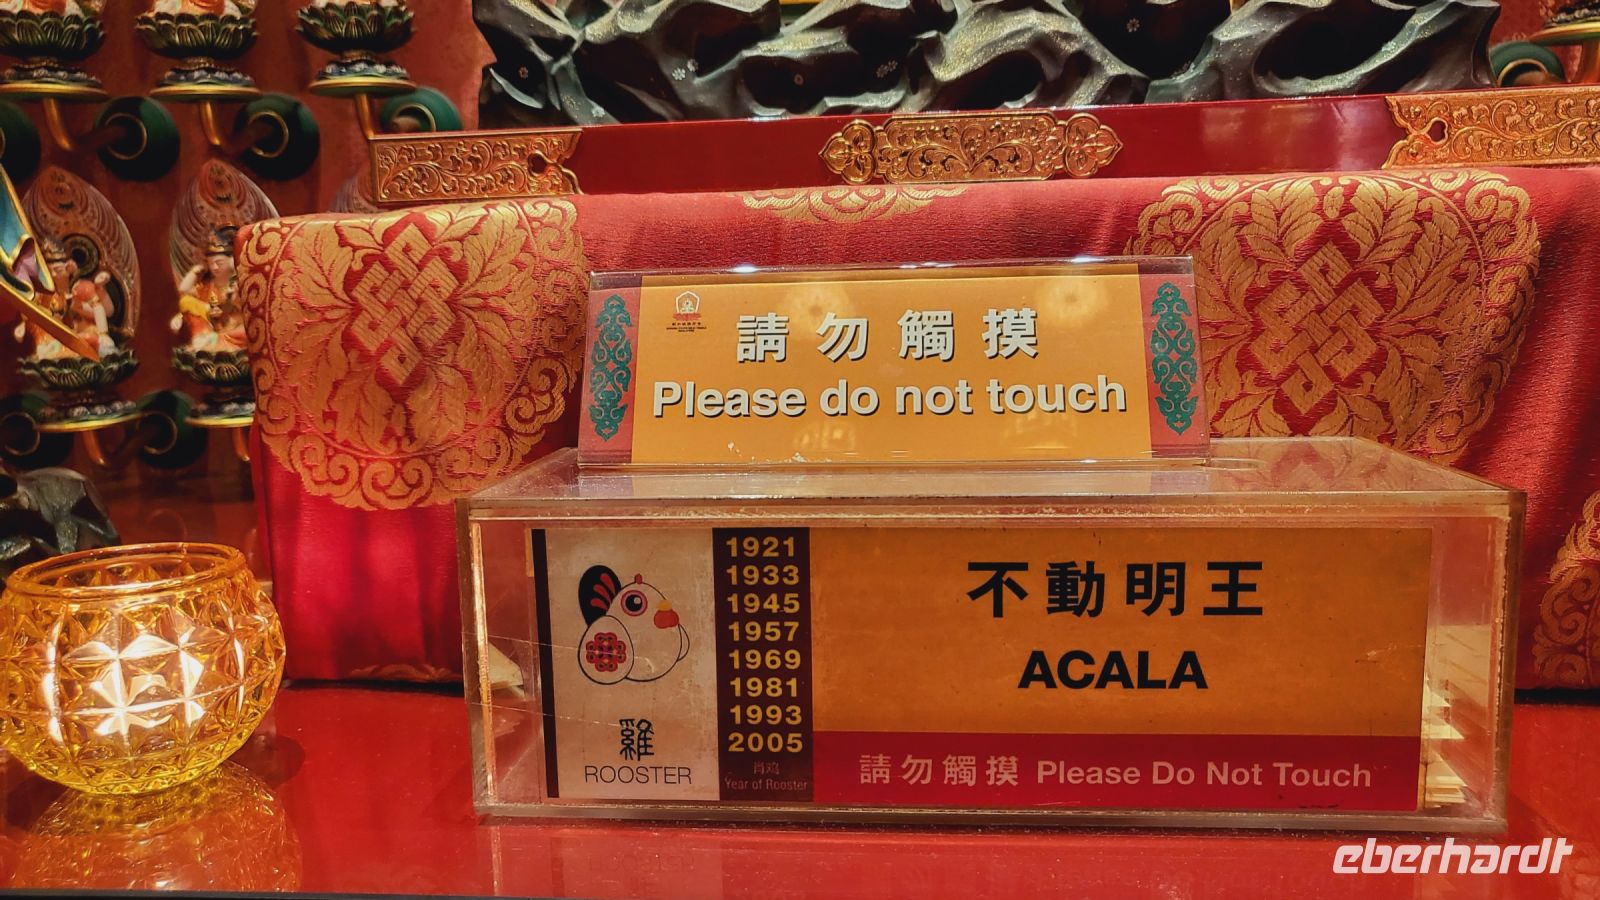 請勿觸摸
Please do not touch
1921
1933
1945
1957
1969
1981
1993
2005
肖鸡
Year of Rooster
雞
ROOSTER
不動明王
ACALA
請勿觸摸 Please Do Not Touch
eberhardt